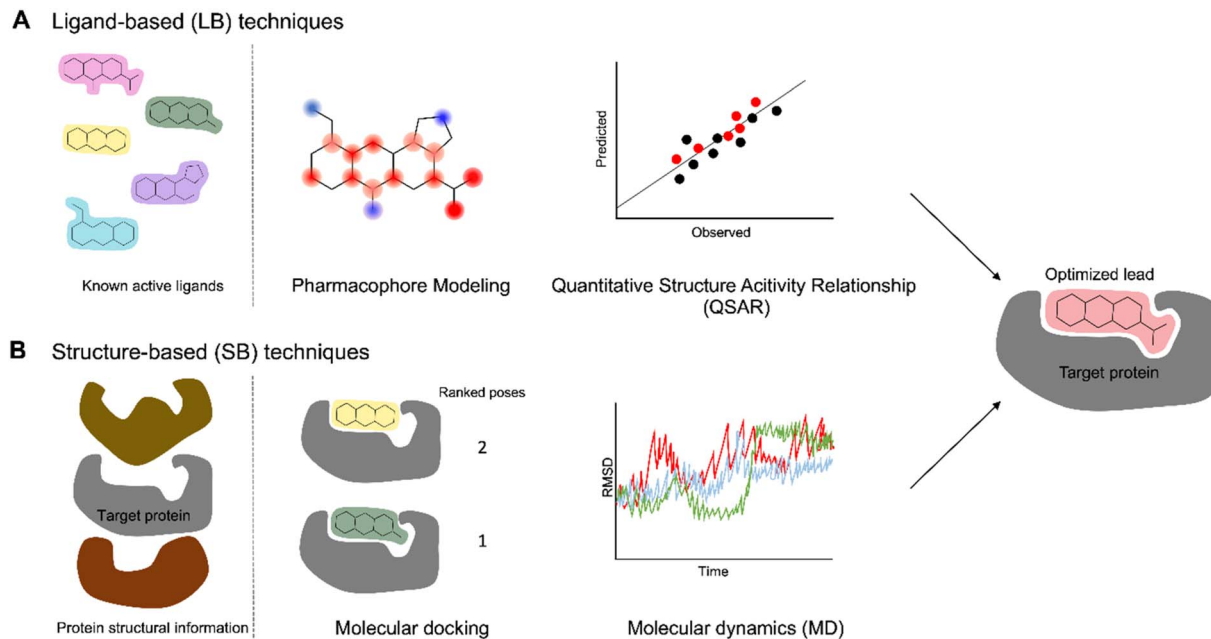 A Ligand-based (LB) techniques
Known active ligands
Pharmacophore Modeling
Predicted
Observed
Quantitative Structure Acitivity Relationship
(QSAR)
Optimized lead
Target protein
B Structure-based (SB) techniques
Target protein
Protein structural information
Ranked poses
2
1
Molecular docking
RMSD
Time
Molecular dynamics (MD)